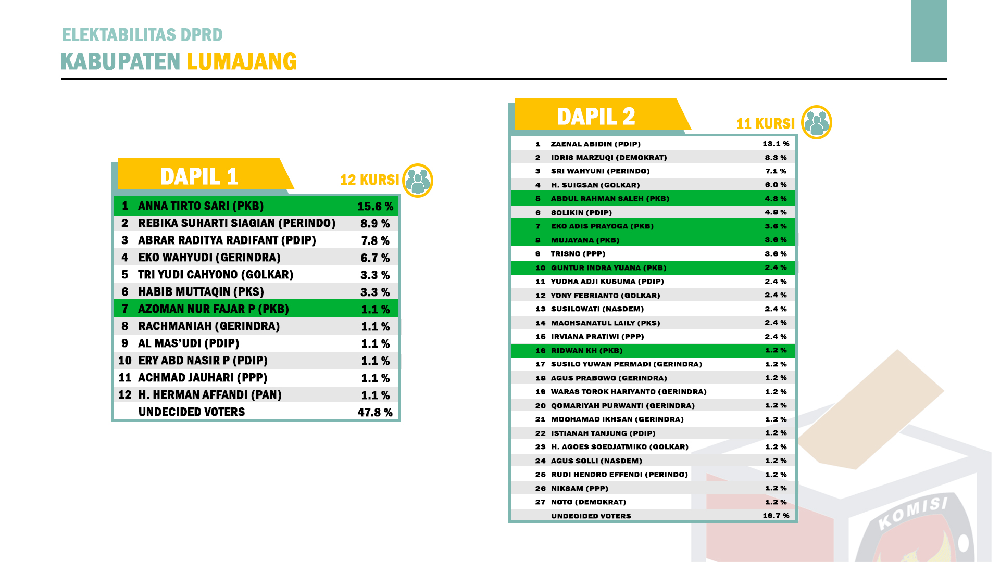 ELEKTABILITAS DPRD
KABUPATEN LUMAJANG
DAPIL 1
12 KURSI
1 ANNA TIRTO SARI (PKB) 15.6 %
2 REBIKA SUHARTI SIAGIAN (PERINDO) 8.9 %
3 ABRAR RADITYA RADIFANT (PDIP) 7.8 %
4 EKO WAHYUDI (GERINDRA) 6.7 %
5 TRI YUDI CAHYONO (GOLKAR) 3.3 %
6 HABIB MUTTAQIN (PKS) 3.3 %
7 AZOMAN NUR FAJAR P (PKB) 1.1 %
8 RACHMANIAH (GERINDRA) 1.1 %
9 AL MAS’UDI (PDIP) 1.1 %
10 ERY ABD NASIR P (PDIP) 1.1 %
11 ACHMAD JAUHARI (PPP) 1.1 %
12 H. HERMAN AFFANDI (PAN) 1.1 %
UNDECIDED VOTERS 47.8 %
DAPIL 2
11 KURSI
1 ZAENAL ABIDIN (PDIP) 13.1 %
2 IDRIS MARZUQI (DEMOKRAT) 8.3 %
3 SRI WAHYUNI (PERINDO) 7.1 %
4 H. SUIGSAN (GOLKAR) 6.0 %
5 ABDUL RAHMAN SALEH (PKB) 4.8 %
6 SOLIKIN (PDIP) 4.8 %
7 EKO ADIS PRAYOGA (PKB) 3.6 %
8 MUJAYANA (PKB) 3.6 %
9 TRISNO (PPP) 3.6 %
10 GUNTUR INDRA YUANA (PKB) 2.4 %
11 YUDHA ADJI KUSUMA (PDIP) 2.4 %
12 YONY FEBRIANTO (GOLKAR) 2.4 %
13 SUSILOWATI (NASDEM) 2.4 %
14 MACHSANATUL LAILY (PKS) 2.4 %
15 IRVIANA PRATIWI (PPP) 2.4 %
16 RIDWAN KH (PKB) 1.2 %
17 SUSILO YUWAN PERMADI (GERINDRA) 1.2 %
18 AGUS PRABOWO (GERINDRA) 1.2 %
19 WARAS TOROK HARIYANTO (GERINDRA) 1.2 %
20 QOMARIYAH PURWANTI (GERINDRA) 1.2 %
21 MOCHAMAD IKHSAN (GERINDRA) 1.2 %
22 ISTIANAH TANJUNG (PDIP) 1.2 %
23 H. AGOES SOEDJATMIKO (GOLKAR) 1.2 %
24 AGUS SOLLI (NASDEM) 1.2 %
25 RUDI HENDRO EFFENDI (PERINDO) 1.2 %
26 NIKSAM (PPP) 1.2 %
27 NOTO (DEMOKRAT) 1.2 %
UNDECIDED VOTERS 16.7 %
KOMISI